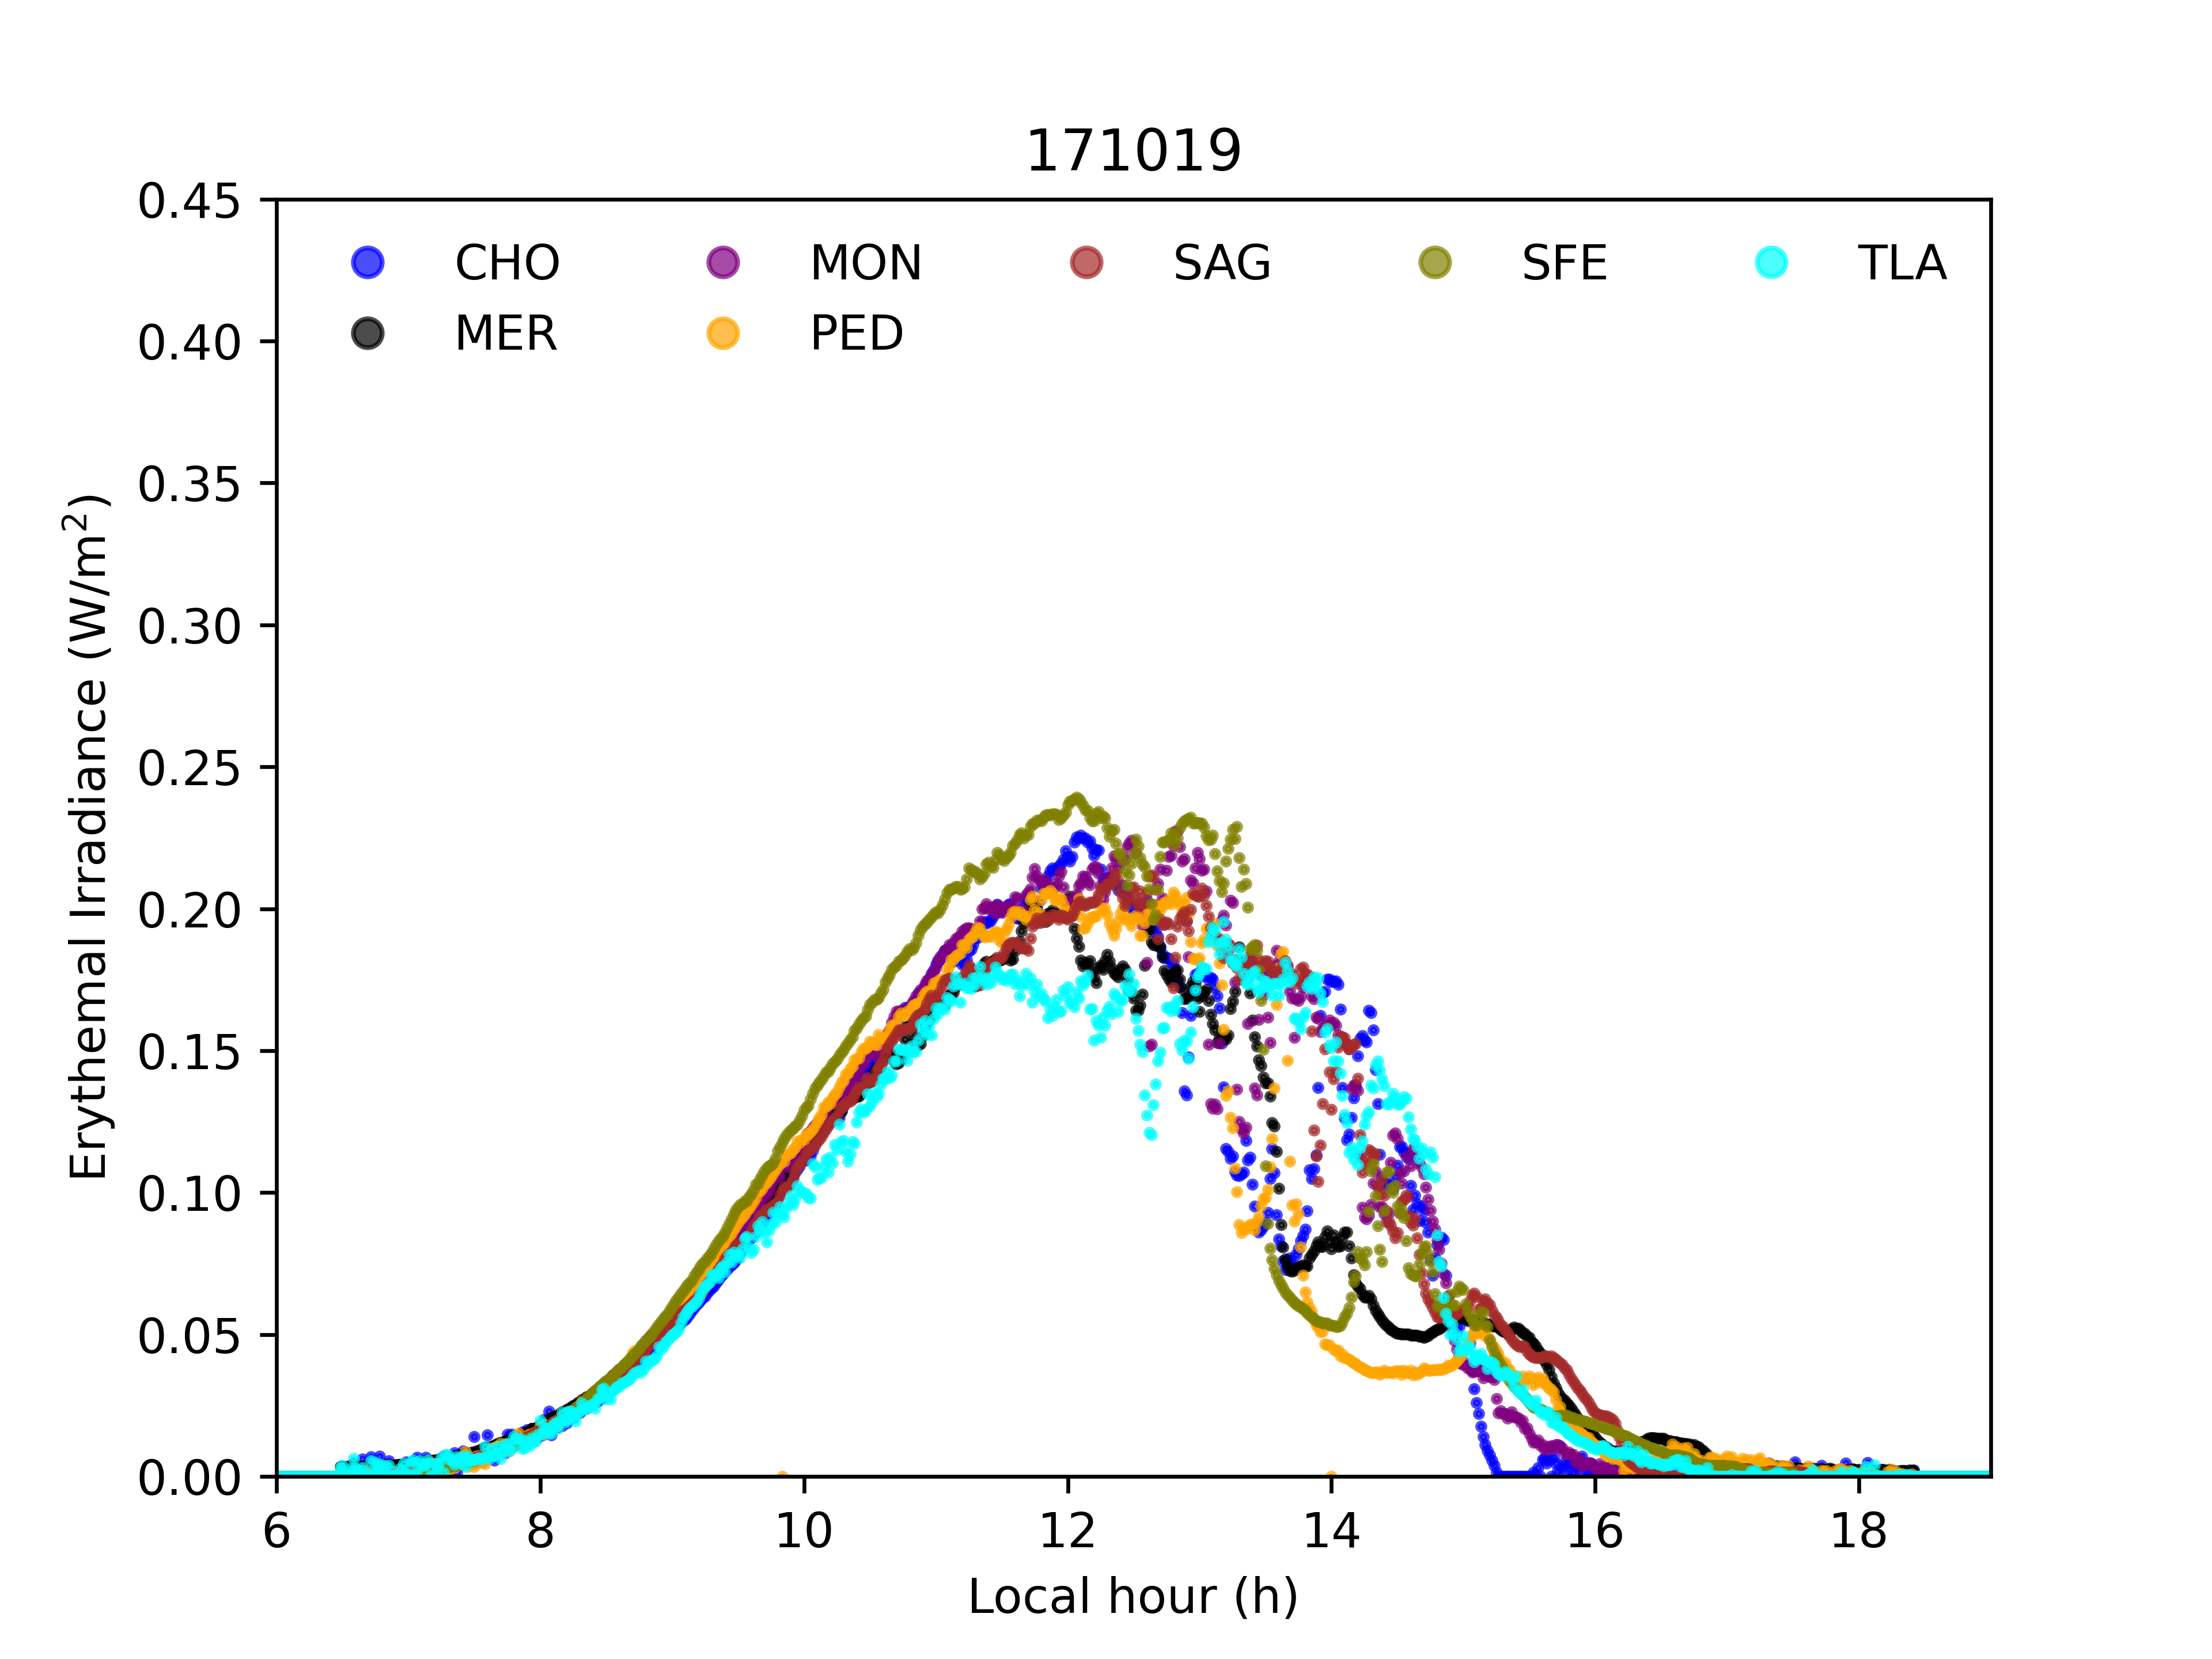 171019
0.45
0.40
0.35
0.30
0.25
0.20
0.15
0.10
0.05
0.00
Erythemal Irradiance (W/m²)
CHO MON SAG SFE TLA
MER PED
6 8 10 12 14 16 18
Local hour (h)